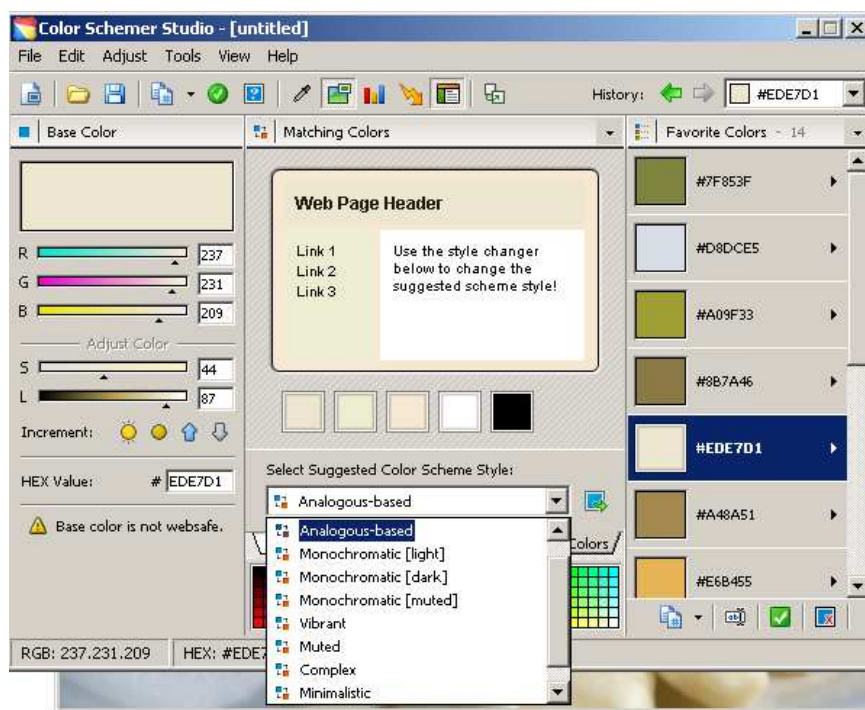 Color Schemer Studio - [untitled]
File Edit Adjust Tools View Help
History: #EDE7D1
Base Color
Matching Colors
Favorite Colors - 14
Web Page Header
Link 1
Link 2
Link 3
Use the style changer
below to change the
suggested scheme style!
R 237
G 231
B 209
Adjust Color
S 44
L 87
Increment:
HEX Value: # EDE7D1
Base color is not websafe.
Select Suggested Color Scheme Style:
Analogous-based
Analogous-based
Monochromatic [light]
Monochromatic [dark]
Monochromatic [muted]
Vibrant
Muted
Complex
Minimalistic
Colors
#7F853F
#D8DCE5
#A09F33
#8B7A46
#EDE7D1
#A48A51
#E6B455
RGB: 237.231.209
HEX: #EDE7